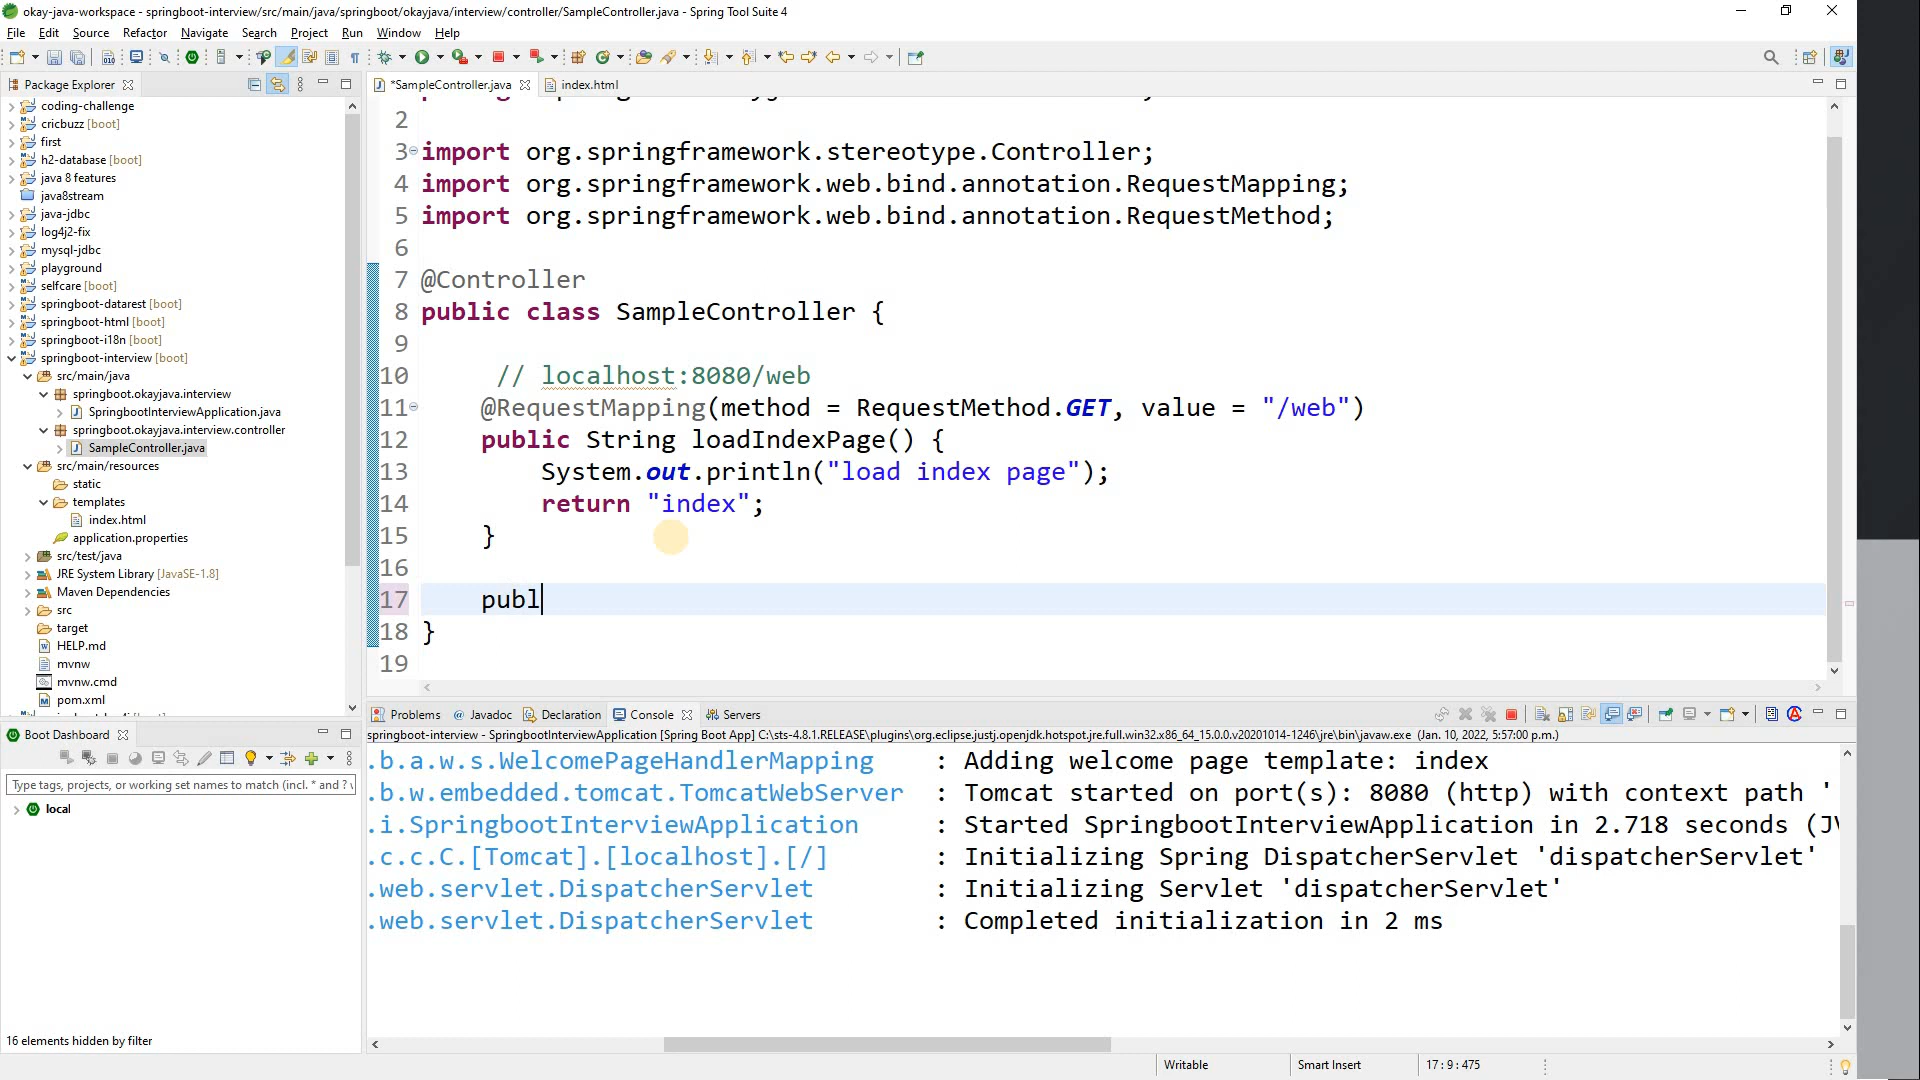 okay-java-workspace - springboot-interview/src/main/java/springboot/okayjava/interview/controller/SampleController.java - Spring Tool Suite 4
File Edit Source Refactor Navigate Search Project Run Window Help
Package Explorer
coding-challenge
cricbuzz [boot]
first
h2-database [boot]
java 8 features
java8stream
java-jdbc
log4j2-fix
mysql-jdbc
playground
selfcare [boot]
springboot-datarest [boot]
springboot-html [boot]
springboot-i18n [boot]
springboot-interview [boot]
src/main/java
springboot.okayjava.interview
SpringbootInterviewApplication.java
springboot.okayjava.interview.controller
SampleController.java
src/main/resources
static
templates
index.html
application.properties
src/test/java
JRE System Library [JavaSE-1.8]
Maven Dependencies
src
target
HELP.md
mvnw
mvnw.cmd
pom.xml
Boot Dashboard
Type tags, projects, or working set names to match (incl. * and ? \
local
16 elements hidden by filter
*SampleController.java index.html
2
3 import org.springframework.stereotype.Controller;
4 import org.springframework.web.bind.annotation.RequestMapping;
5 import org.springframework.web.bind.annotation.RequestMethod;
6
7 @Controller
8 public class SampleController {
9
10 // localhost:8080/web
11 @RequestMapping(method = RequestMethod.GET, value = "/web")
12 public String loadIndexPage() {
13 System.out.println("load index page");
14 return "index";
15 }
16
17 publ
18 }
19
Problems @ Javadoc Declaration Console Servers
springboot-interview - SpringbootInterviewApplication [Spring Boot App] C:\sts-4.8.1.RELEASE\plugins\org.eclipse.justj.openjdk.hotspot.jre.full.win32.x86_64_15.0.0.v20201014-1246\jre\bin\javaw.exe (Jan. 10, 2022, 5:57:00 p.m.)
.b.a.w.s.WelcomePageHandlerMapping : Adding welcome page template: index
.b.w.embedded.tomcat.TomcatWebServer : Tomcat started on port(s): 8080 (http) with context path '
.i.SpringbootInterviewApplication : Started SpringbootInterviewApplication in 2.718 seconds (JV
.c.c.C.[Tomcat].[localhost].[/] : Initializing Spring DispatcherServlet 'dispatcherServlet'
.web.servlet.DispatcherServlet : Initializing Servlet 'dispatcherServlet'
.web.servlet.DispatcherServlet : Completed initialization in 2 ms
Writable Smart Insert 17 : 9 : 475